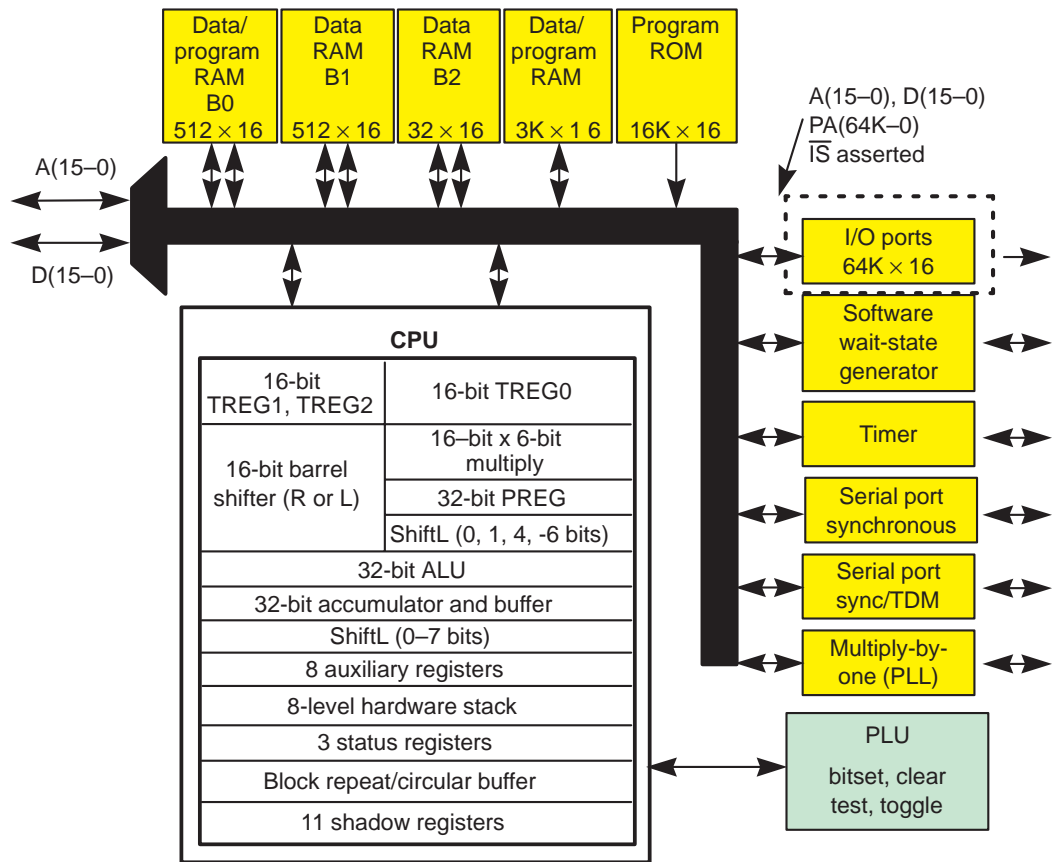 Data/
program
RAM
B0
512 × 16
Data
RAM
B1
512 × 16
Data
RAM
B2
32 × 16
Data/
program
RAM
3K × 1 6
Program
ROM
16K × 16
A(15–0), D(15–0)
PA(64K–0)
IS asserted
A(15–0)
D(15–0)
I/O ports
64K × 16
Software
wait-state
generator
Timer
Serial port
synchronous
Serial port
sync/TDM
Multiply-by-
one (PLL)
CPU
16-bit
TREG1, TREG2
16-bit TREG0
16-bit barrel
shifter (R or L)
16–bit x 6-bit
multiply
32-bit PREG
ShiftL (0, 1, 4, -6 bits)
32-bit ALU
32-bit accumulator and buffer
ShiftL (0–7 bits)
8 auxiliary registers
8-level hardware stack
3 status registers
Block repeat/circular buffer
11 shadow registers
PLU
bitset, clear
test, toggle